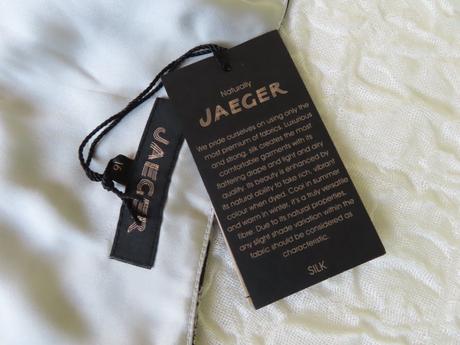 Naturally
JAEGER
We pride ourselves on using only the
most premium of fabrics. Luxurious
and strong, silk creates the most
comfortable garments with its
flattering drape and light and airy
quality. Its beauty is enhanced by
its natural ability to take rich, vibrant
colour when dyed. Cool in summer
and warm in winter, it's a truly versatile
fibre. Due to its natural properties,
any slight shade variation within the
fabric should be considered as
characteristic.
SILK
JAEGER
16